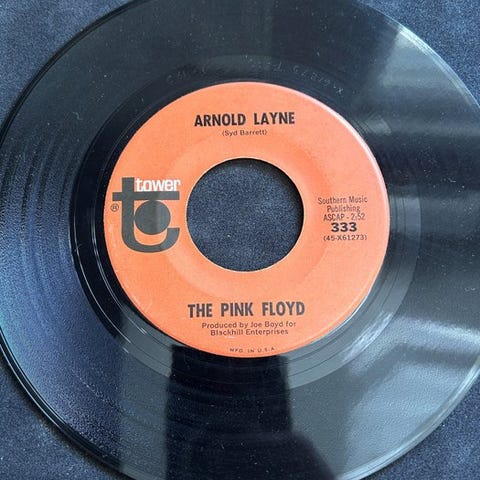 ARNOLD LAYNE
(Syd Barrett)
tower
®
Southern Music
Publishing
ASCAP - 2:52
333
(45-X61273)
THE PINK FLOYD
Produced by Joe Boyd for
Blackhill Enterprises
MFG. IN U.S.A.